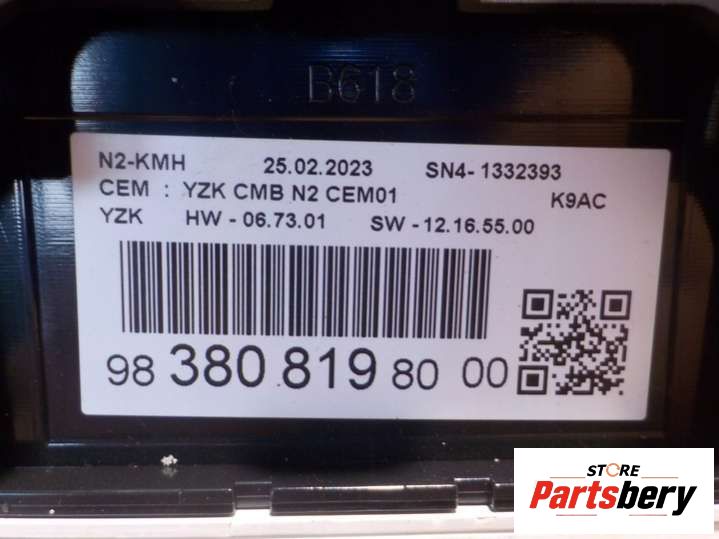 B618
N2-KMH 25.02.2023 SN4-1332393
CEM : YZK CMB N2 CEM01 K9AC
YZK HW - 06.73.01 SW - 12.16.55.00
98 380 819 80 00
STORE
Partsbery